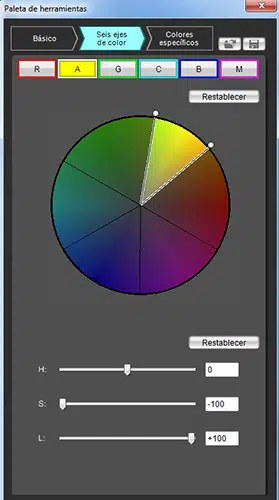 Paleta de herramientas
Básico
Seis ejes
de color
Colores
específicos
R A G C B M
Restablecer
Restablecer
H: 0
S: -100
L: +100